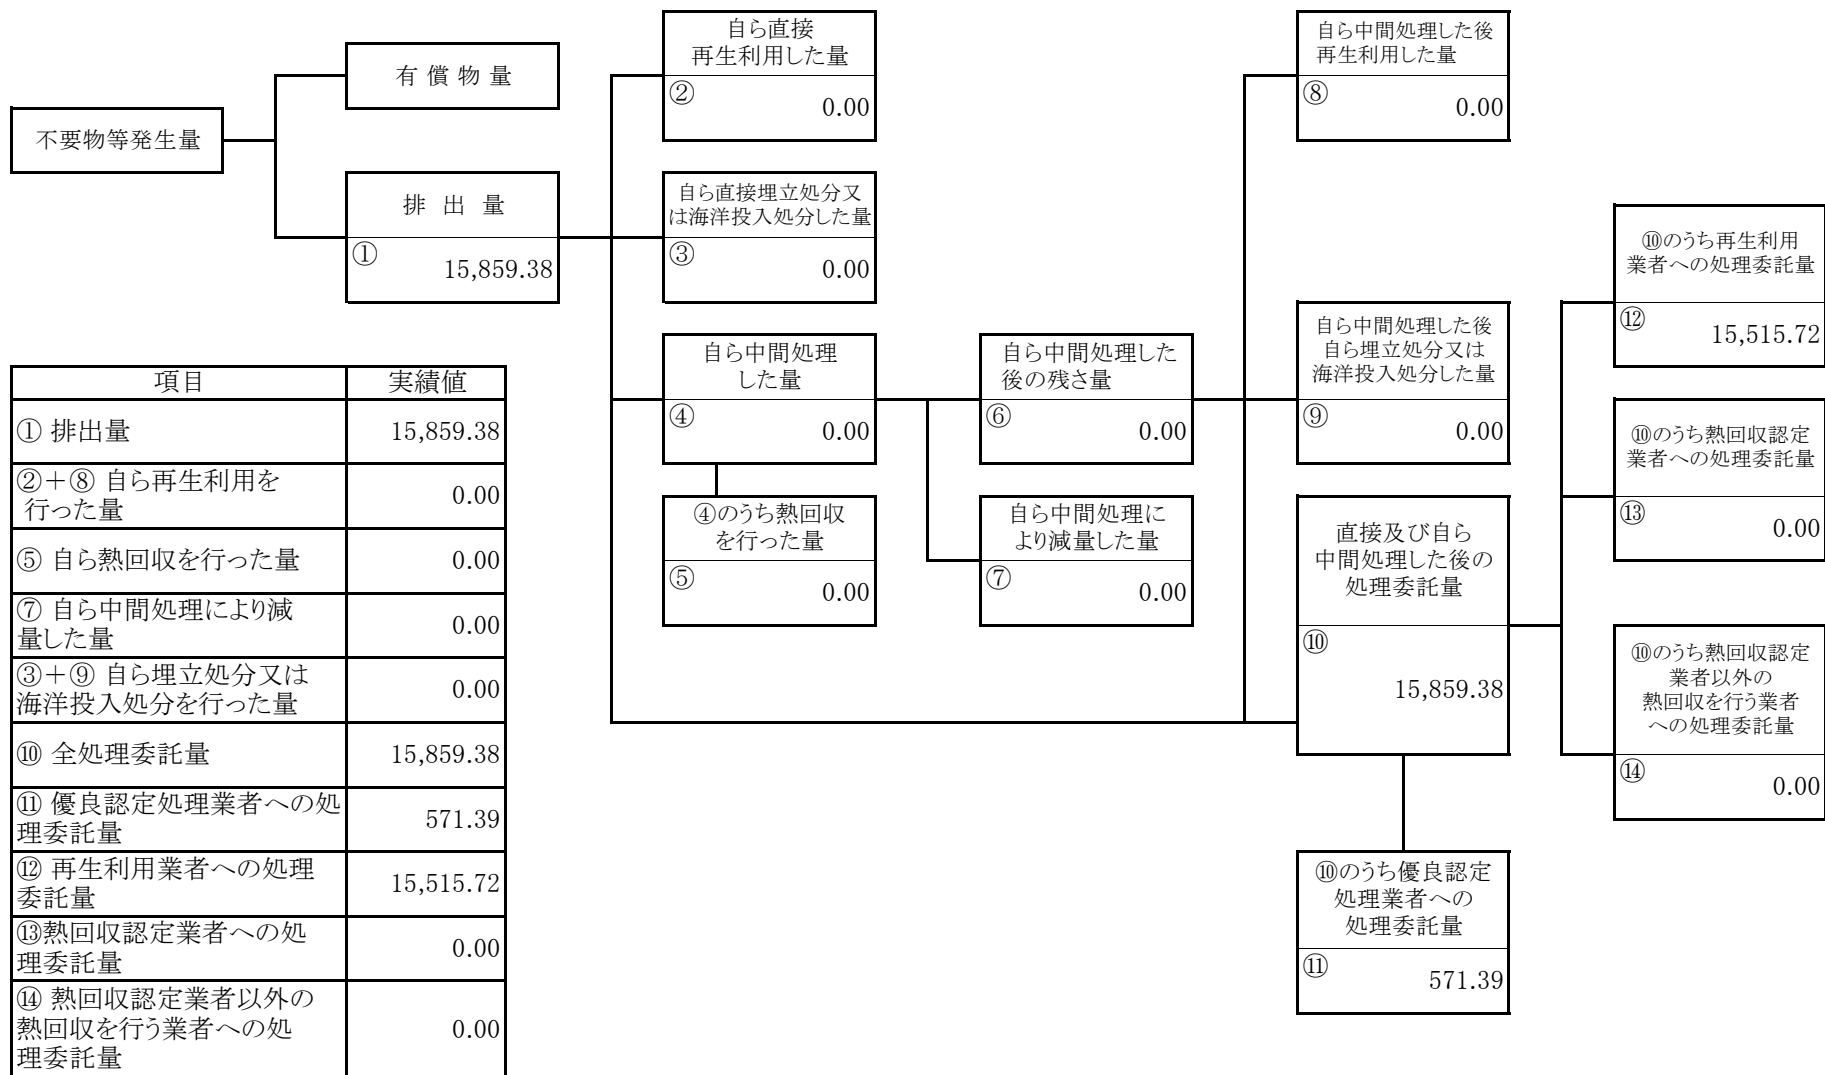 不要物等発生量
有償物量
排出量
① 15,859.38
自ら直接
再生利用した量
② 0.00
自ら直接埋立処分又
は海洋投入処分した量
③ 0.00
自ら中間処理
した量
④ 0.00
④のうち熱回収
を行った量
⑤ 0.00
自ら中間処理した
後の残さ量
⑥ 0.00
自ら中間処理に
より減量した量
⑦ 0.00
自ら中間処理した後
再生利用した量
⑧ 0.00
自ら中間処理した後
自ら埋立処分又は
海洋投入処分した量
⑨ 0.00
直接及び自ら
中間処理した後の
処理委託量
⑩
15,859.38
⑩のうち優良認定
処理業者への
処理委託量
⑪ 571.39
⑩のうち再生利用
業者への処理委託量
⑫ 15,515.72
⑩のうち熱回収認定
業者への処理委託量
⑬ 0.00
⑩のうち熱回収認定
業者以外の
熱回収を行う業者
への処理委託量
⑭ 0.00
項目 実績値
① 排出量 15,859.38
②＋⑧ 自ら再生利用を
行った量 0.00
⑤ 自ら熱回収を行った量 0.00
⑦ 自ら中間処理により減
量した量 0.00
③＋⑨ 自ら埋立処分又は
海洋投入処分を行った量 0.00
⑩ 全処理委託量 15,859.38
⑪ 優良認定処理業者への処
理委託量 571.39
⑫ 再生利用業者への処理
委託量 15,515.72
⑬熱回収認定業者への処
理委託量 0.00
⑭ 熱回収認定業者以外の
熱回収を行う業者への処
理委託量 0.00